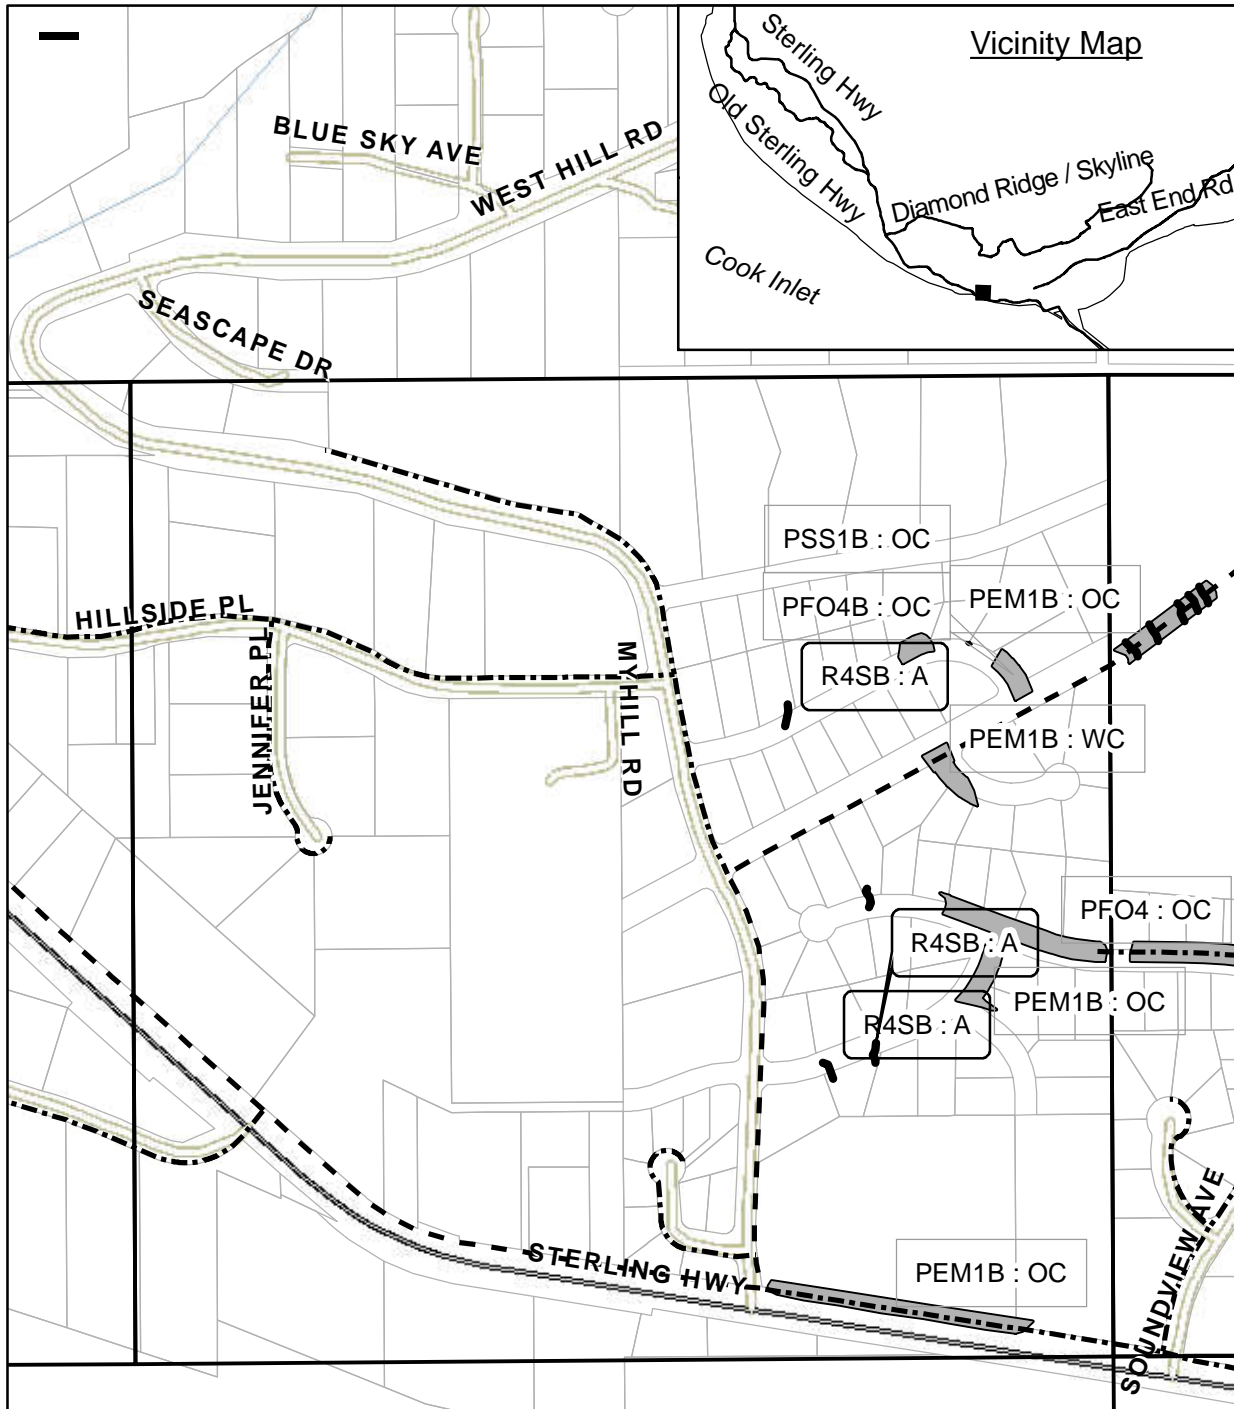 Vicinity Map
Sterling Hwy
Old Sterling Hwy
Diamond Ridge / Skyline
East End Rd
Cook Inlet
BLUE SKY AVE
WEST HILL RD
SEASCAPE DR
PSS1B : OC
PFO4B : OC
PEM1B : OC
HILLSIDE PL
JENNIFER PL
MYHILL RD
R4SB : A
PEM1B : WC
PFO4 : OC
R4SB : A
PEM1B : OC
R4SB : A
STERLING HWY
PEM1B : OC
SOUNDVIEW AVE